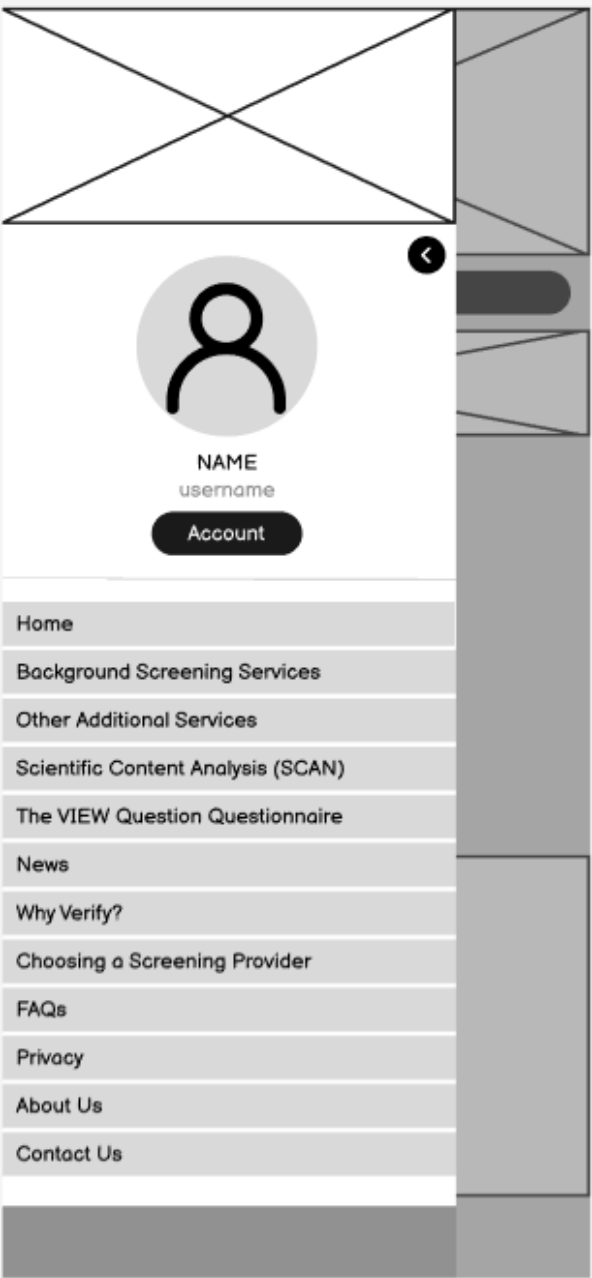 NAME
username
Account
Home
Background Screening Services
Other Additional Services
Scientific Content Analysis (SCAN)
The VIEW Question Questionnaire
News
Why Verify?
Choosing a Screening Provider
FAQs
Privacy
About Us
Contact Us